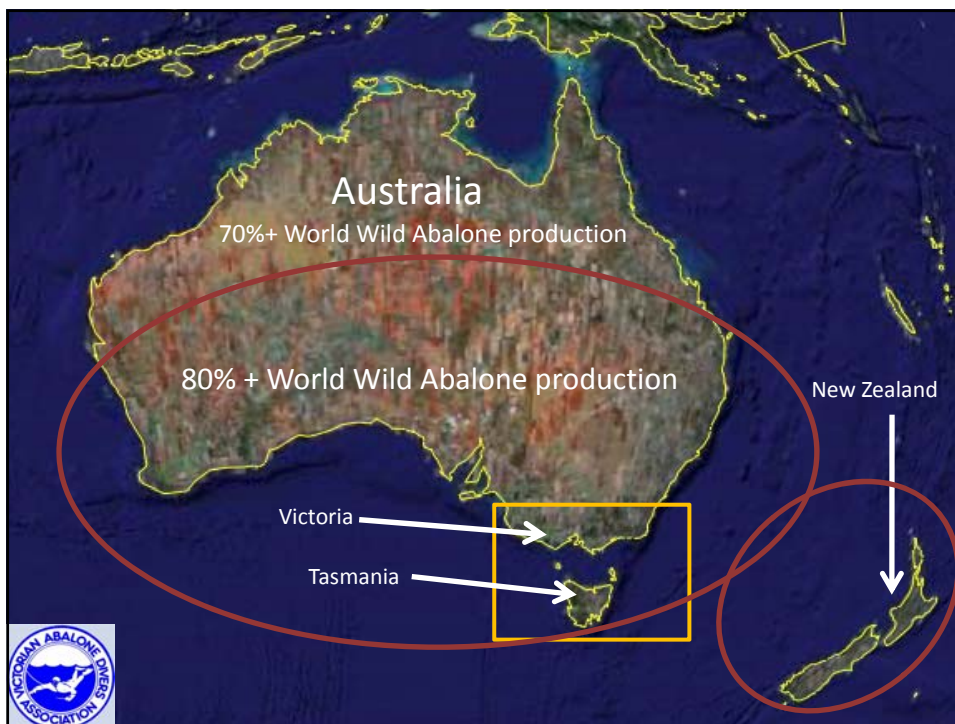 Australia
70%+ World Wild Abalone production
80% + World Wild Abalone production
New Zealand
Victoria
Tasmania
VICTORIAN ABALONE DIVERS
ASSOCIATION